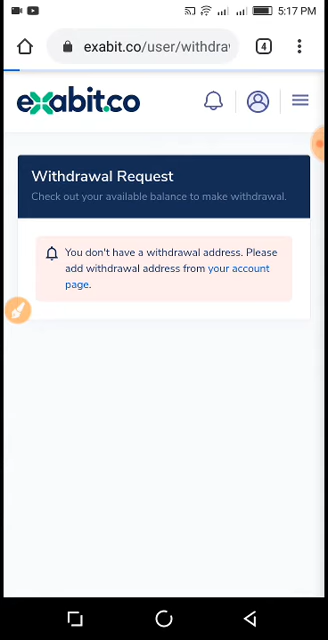 5:17 PM
exabit.co/user/withdra
4
exabit.co
Withdrawal Request
Check out your available balance to make withdrawal.
You don't have a withdrawal address. Please
add withdrawal address from your account
page.